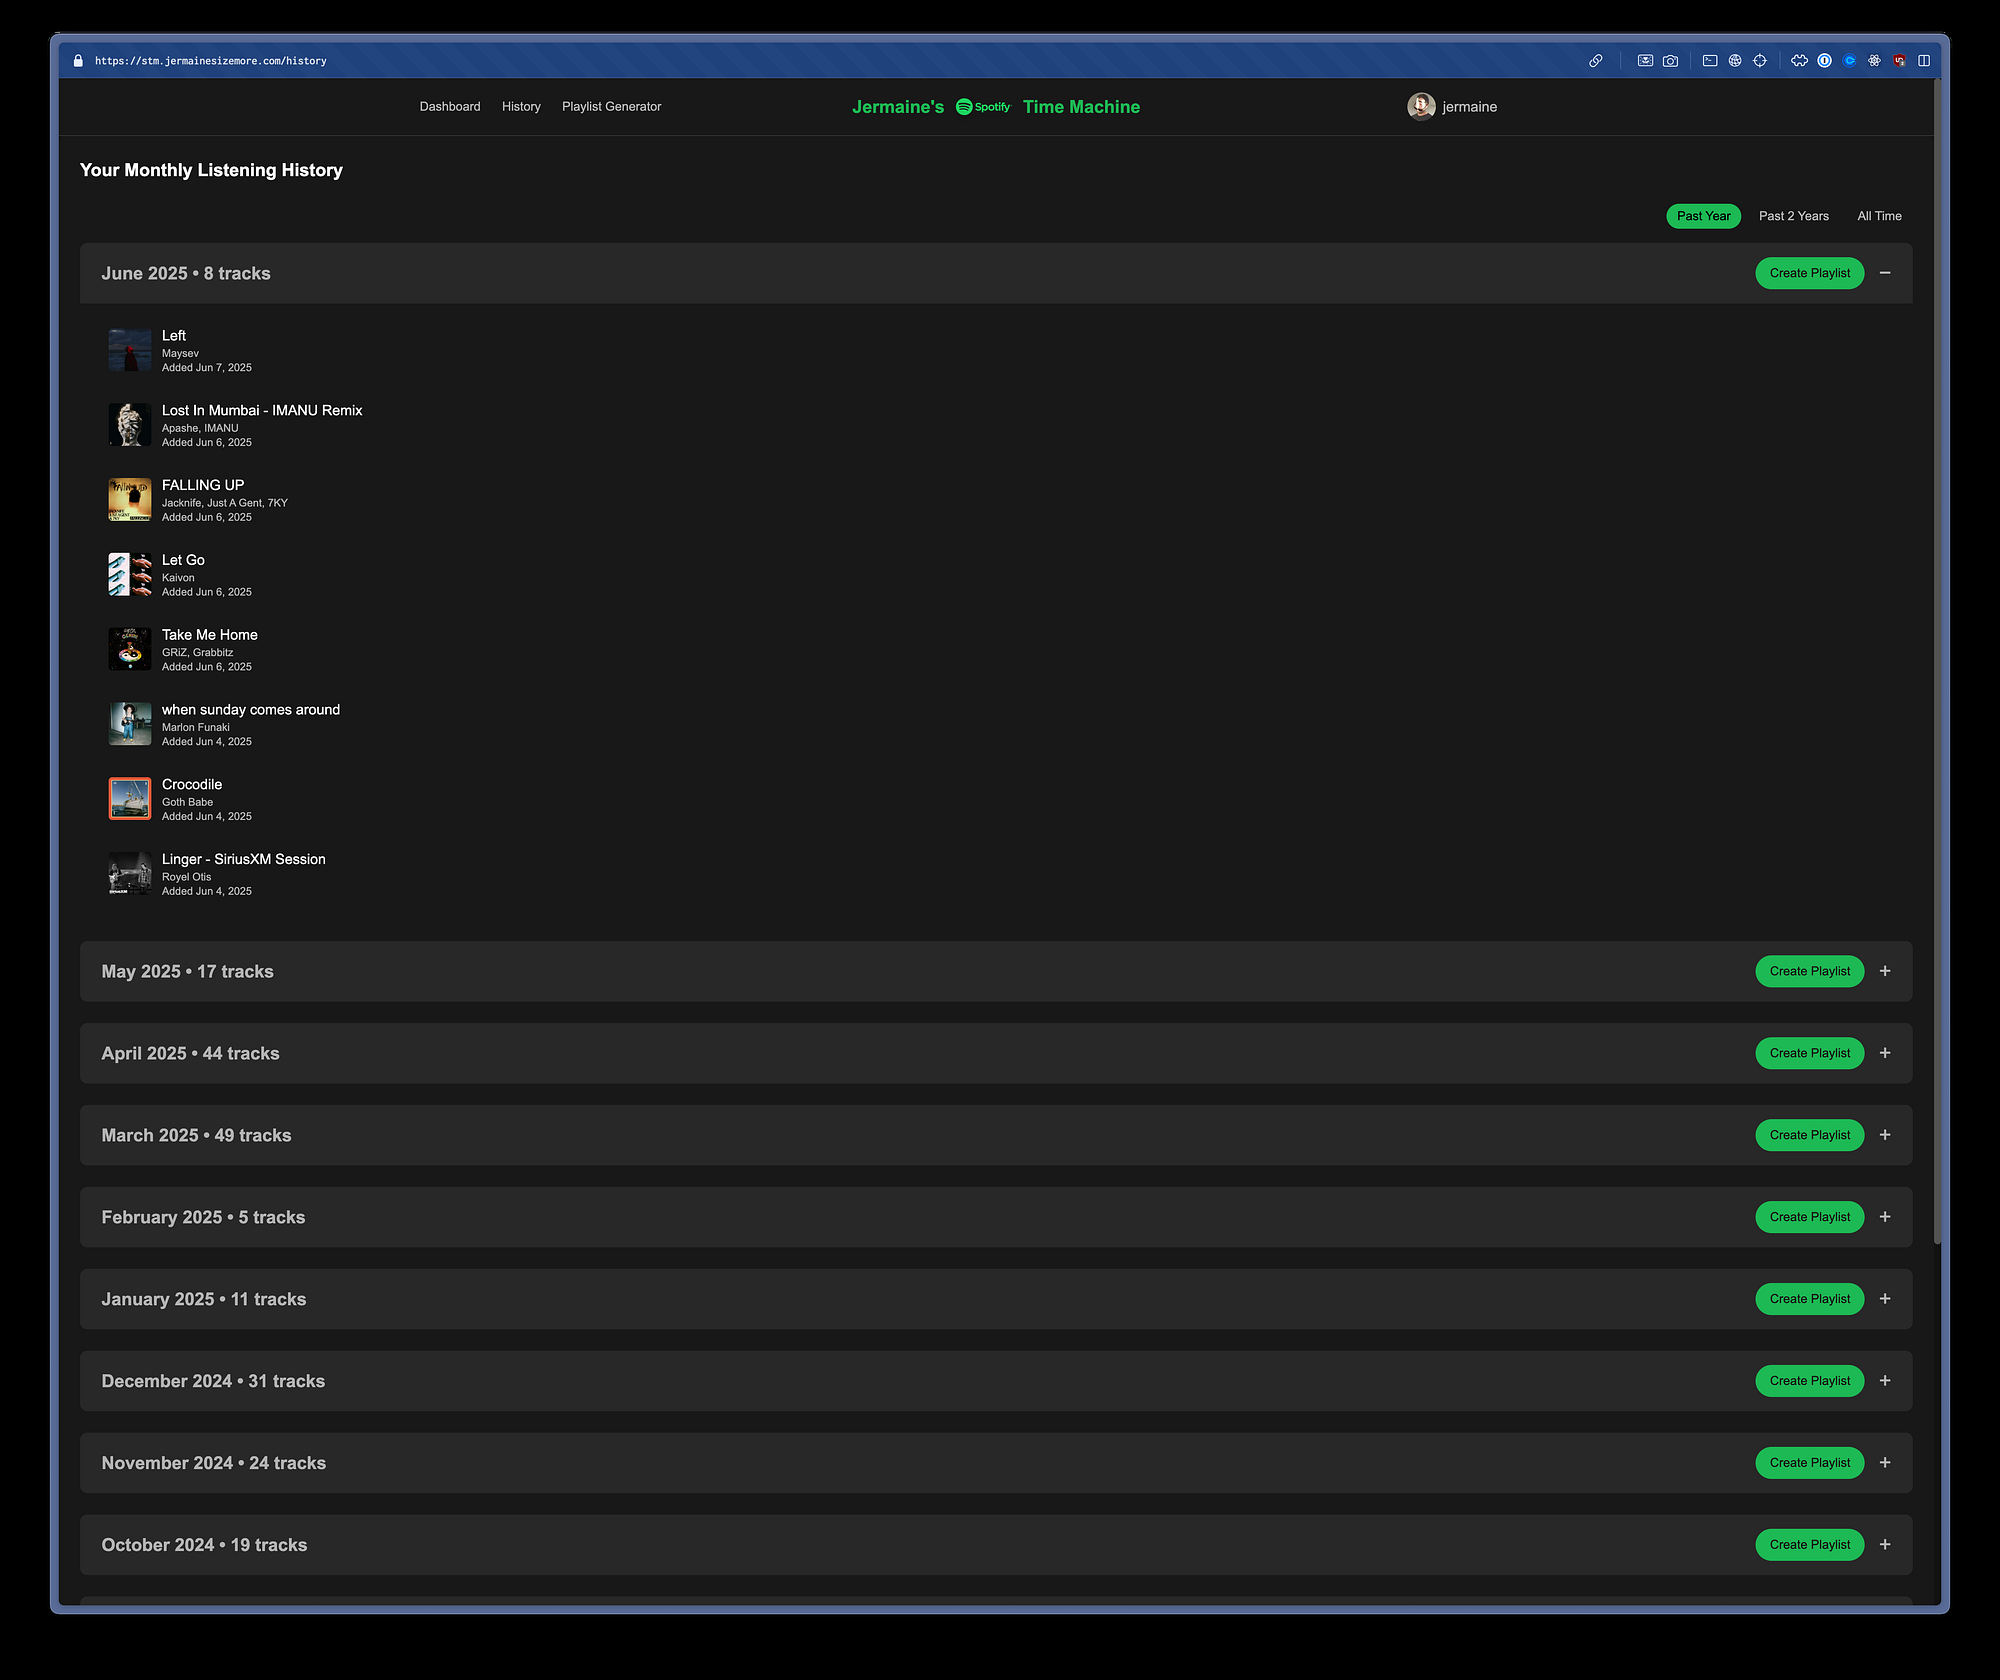 https://stm.jermainesizemore.com/history
Dashboard History Playlist Generator Jermaine's Spotify Time Machine jermaine
Your Monthly Listening History
Past Year Past 2 Years All Time
June 2025 • 8 tracks Create Playlist −
Left
Maysev
Added Jun 7, 2025
Lost In Mumbai - IMANU Remix
Apashe, IMANU
Added Jun 6, 2025
FALLING UP
Jacknife, Just A Gent, 7KY
Added Jun 6, 2025
Let Go
Kaivon
Added Jun 6, 2025
Take Me Home
GRiZ, Grabbitz
Added Jun 6, 2025
when sunday comes around
Marlon Funaki
Added Jun 4, 2025
Crocodile
Goth Babe
Added Jun 4, 2025
Linger - SiriusXM Session
Royel Otis
Added Jun 4, 2025
May 2025 • 17 tracks Create Playlist +
April 2025 • 44 tracks Create Playlist +
March 2025 • 49 tracks Create Playlist +
February 2025 • 5 tracks Create Playlist +
January 2025 • 11 tracks Create Playlist +
December 2024 • 31 tracks Create Playlist +
November 2024 • 24 tracks Create Playlist +
October 2024 • 19 tracks Create Playlist +